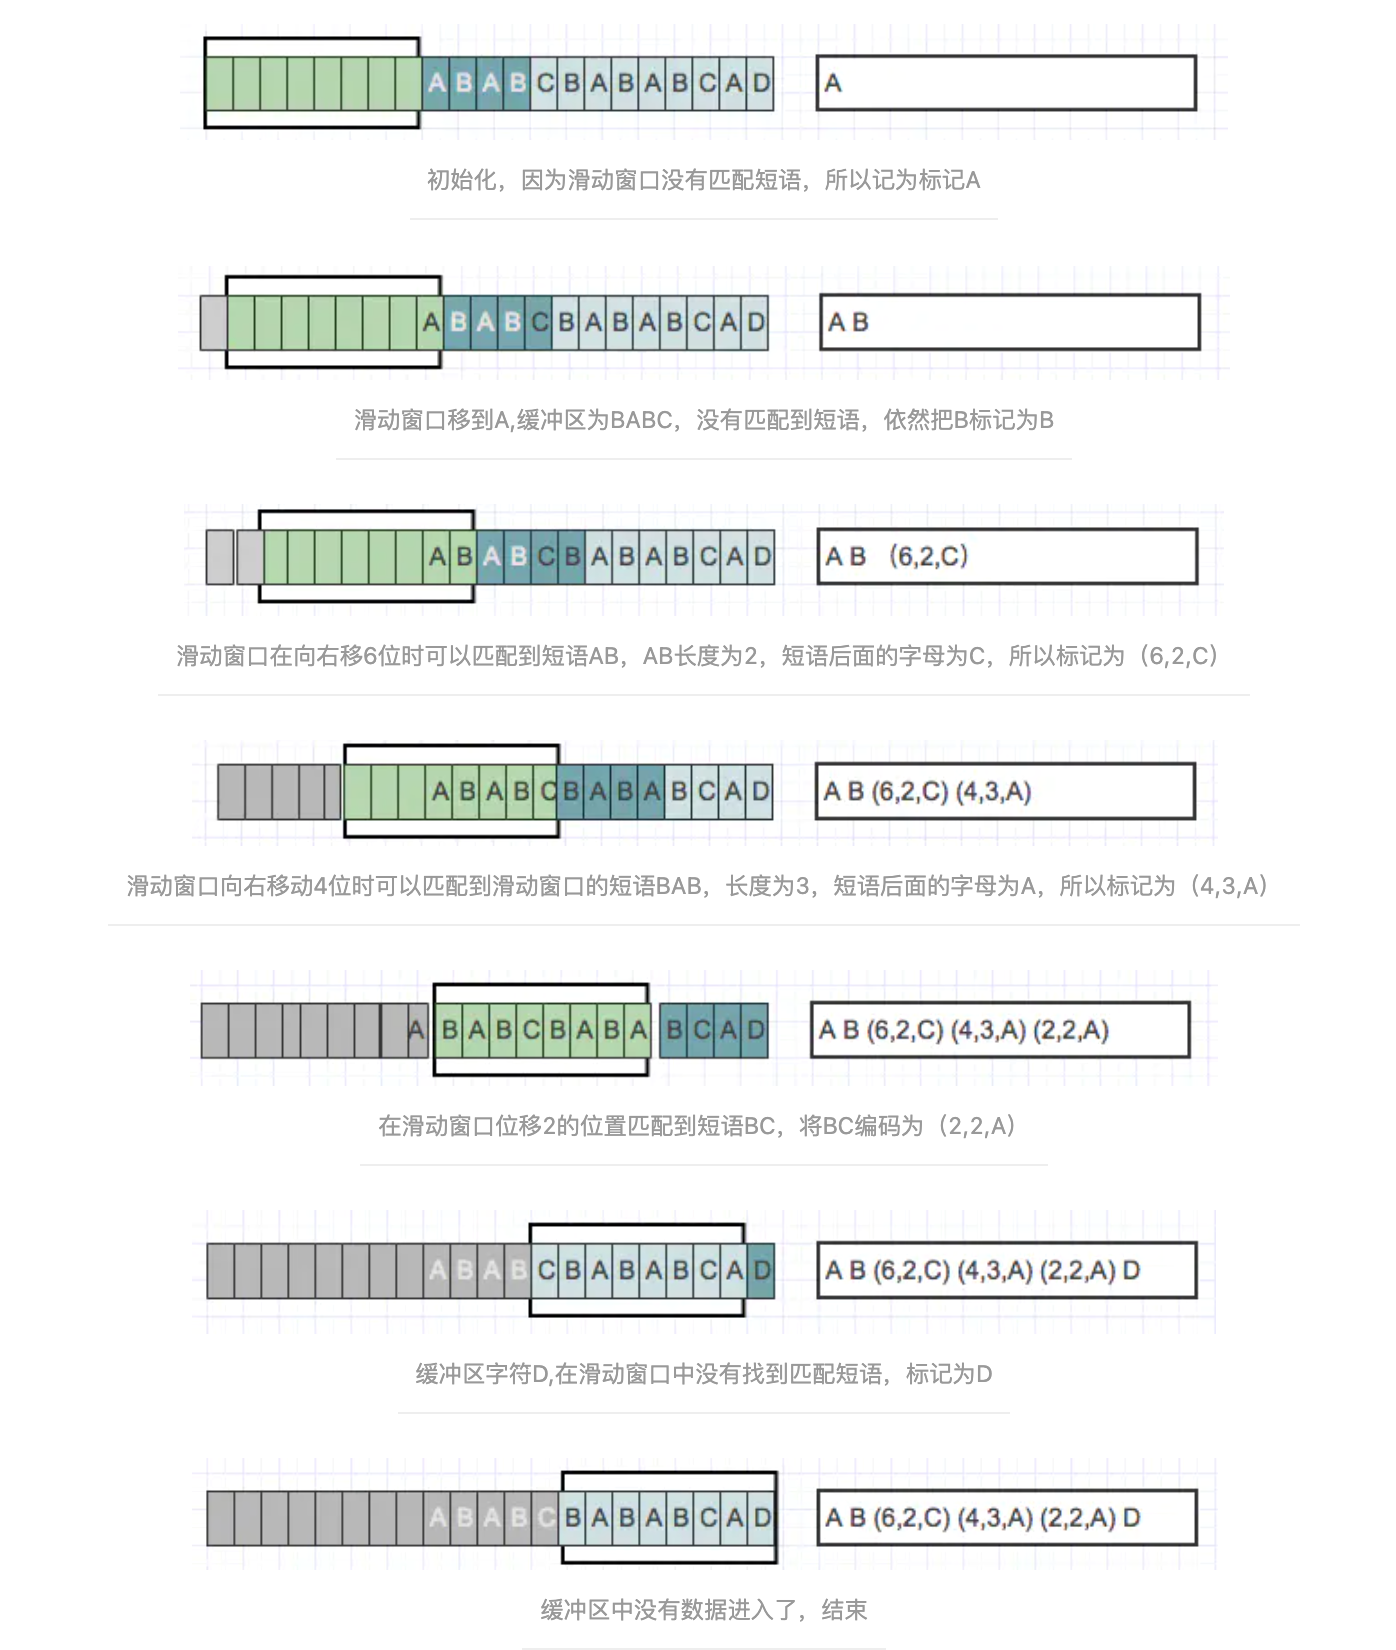 A B A B C B A B A B C A D A
初始化，因为滑动窗口没有匹配短语，所以记为标记A
A B A B C B A B A B C A D A B
滑动窗口移到A,缓冲区为BABC，没有匹配到短语，依然把B标记为B
A B A B C B A B A B C A D A B （6,2,C）
滑动窗口在向右移6位时可以匹配到短语AB，AB长度为2，短语后面的字母为C，所以标记为（6,2,C）
A B A B C B A B A B C A D A B (6,2,C) (4,3,A)
滑动窗口向右移动4位时可以匹配到滑动窗口的短语BAB，长度为3，短语后面的字母为A，所以标记为（4,3,A）
A B A B C B A B A B C A D A B (6,2,C) (4,3,A) (2,2,A)
在滑动窗口位移2的位置匹配到短语BC，将BC编码为（2,2,A）
A B A B C B A B A B C A D A B (6,2,C) (4,3,A) (2,2,A) D
缓冲区字符D,在滑动窗口中没有找到匹配短语，标记为D
A B A B C B A B A B C A D A B (6,2,C) (4,3,A) (2,2,A) D
缓冲区中没有数据进入了，结束